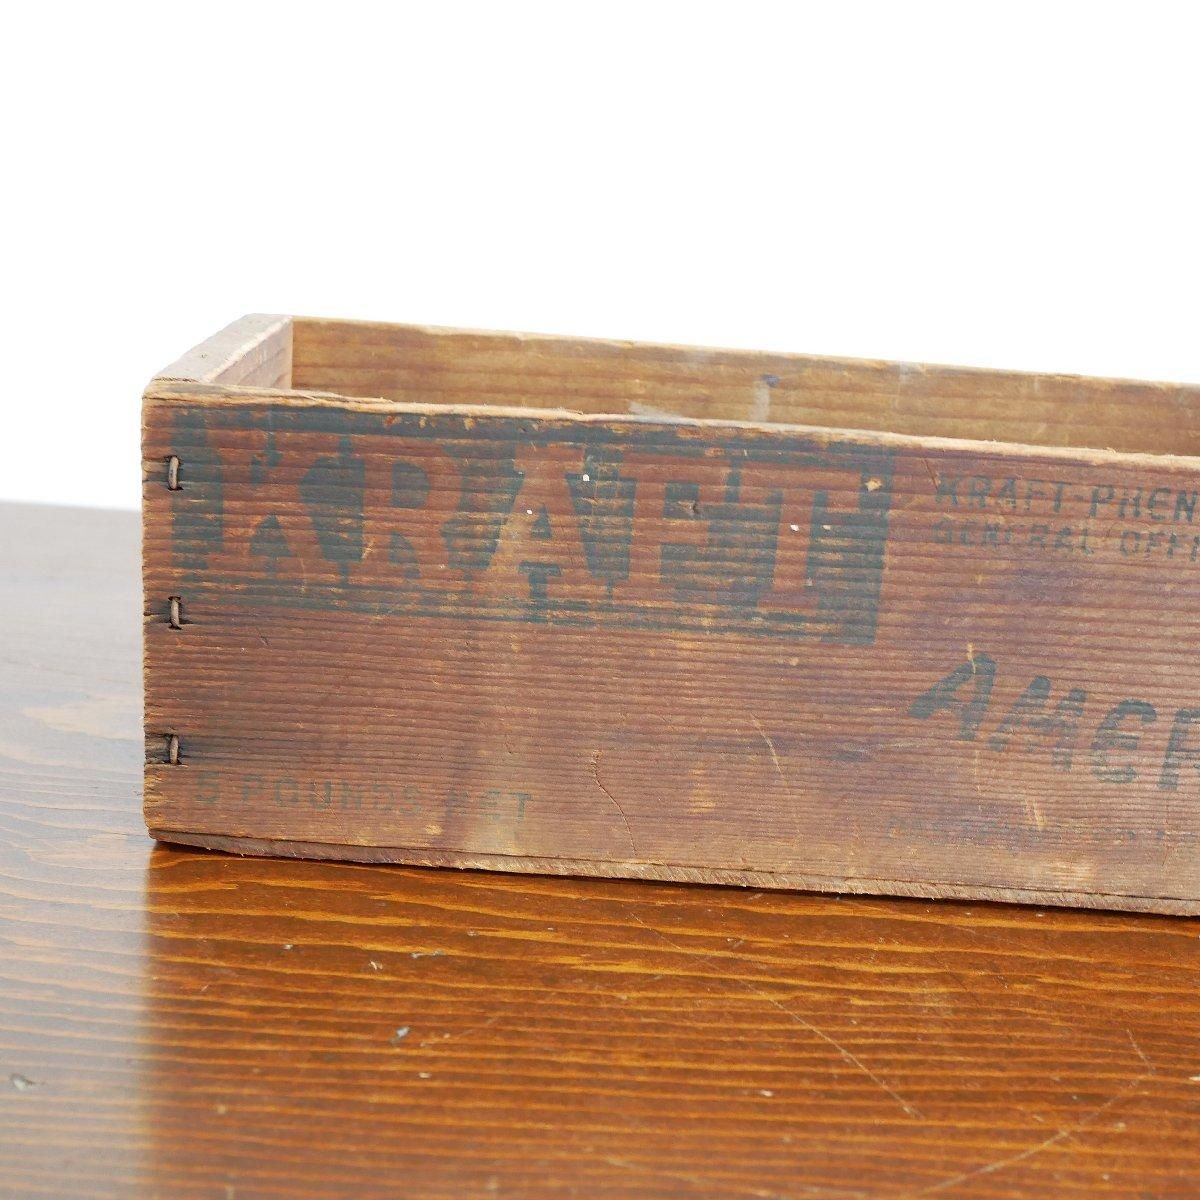 KRAFT
KRAFT-PHEN
GENERAL OFFI
AMER
5 POUNDS NET